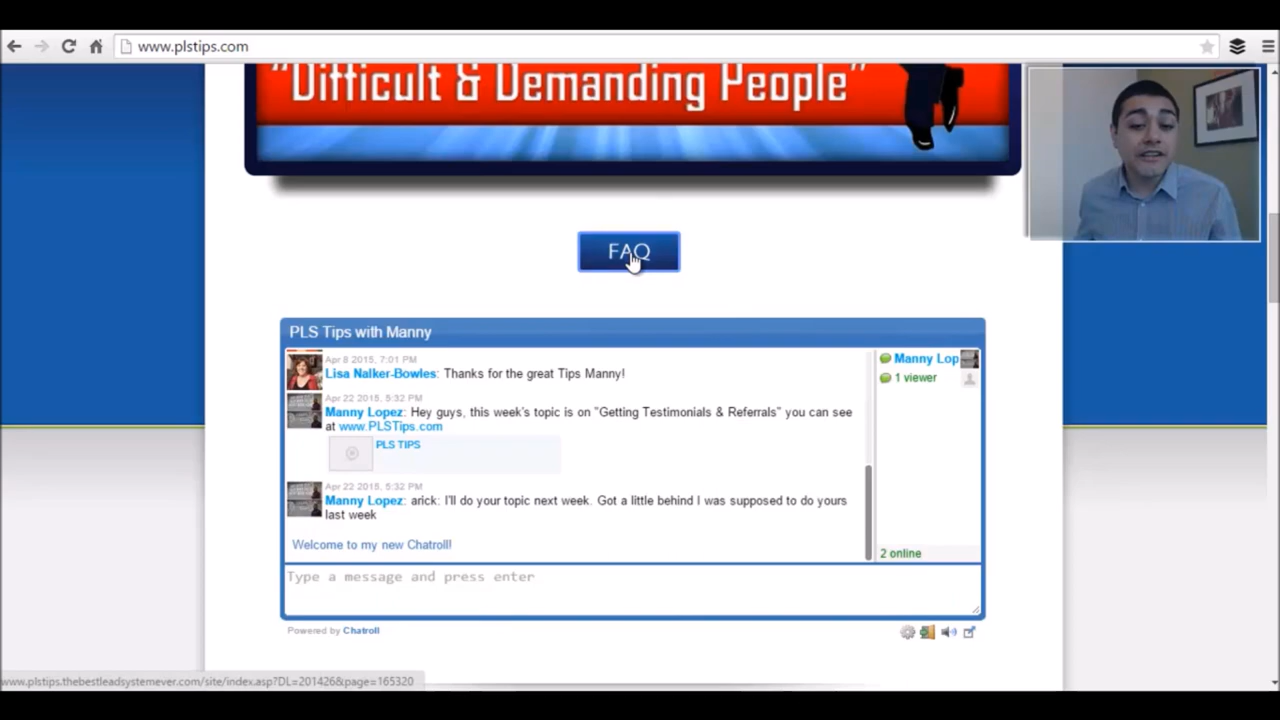 www.plstips.com
"Difficult & Demanding People"
FAQ
PLS Tips with Manny
Apr 8 2015, 7:01 PM
Lisa Nalker-Bowles: Thanks for the great Tips Manny!
Apr 22 2015, 5:32 PM
Manny Lopez: Hey guys, this week's topic is on "Getting Testimonials & Referrals" you can see
at www.PLSTips.com
PLS TIPS
Apr 22 2015, 5:32 PM
Manny Lopez: arick: I'll do your topic next week. Got a little behind I was supposed to do yours
last week
Welcome to my new Chatroll!
Manny Lop
1 viewer
2 online
Type a message and press enter
Powered by Chatroll
www.plstips.thebestleadsystemever.com/site/index.asp?DL=201426&page=165320